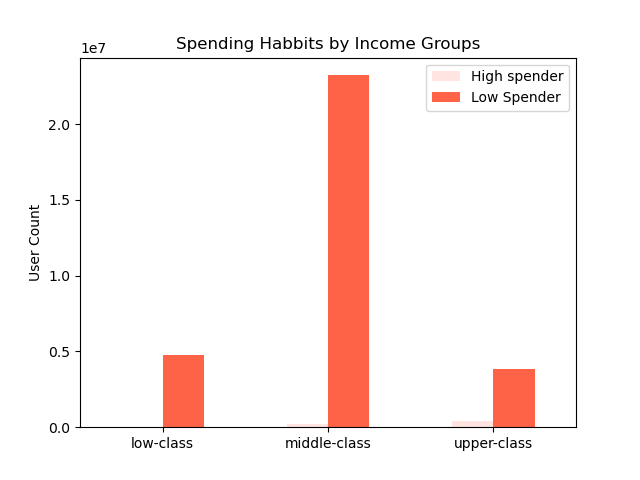 Spending Habbits by Income Groups
1e7
High spender
Low Spender
2.0
1.5
1.0
0.5
0.0
User Count
low-class
middle-class
upper-class